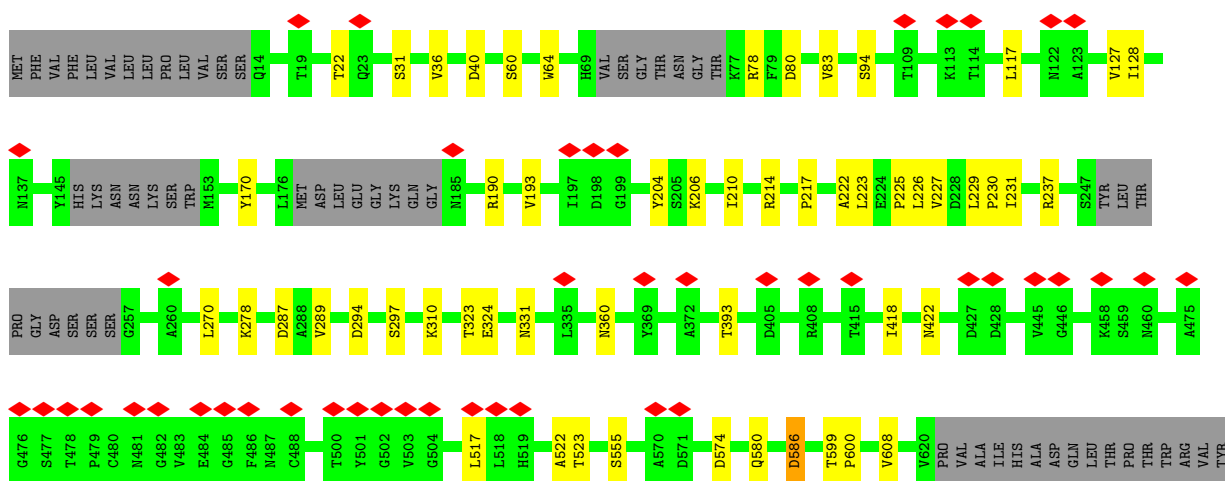 MET PHE VAL PHE LEU VAL LEU LEU PRO LEU VAL SER SER Q14 T19 T22 Q23 S31 V36 D40 S60 W64 H69 VAL SER GLY THR ASN GLY THR K77 R78 F79 D80 V83 S94 T109 K113 T114 L117 N122 A123 V127 I128
N137 Y145 HIS LYS ASN ASN LYS SER TRP M153 Y170 L176 MET ASP LEU GLU GLY LYS GLN GLY N185 R190 V193 I197 D198 G199 Y204 S205 K206 I210 R214 P217 A222 L223 E224 P225 L226 V227 D228 L229 P230 I231 R237 S247 TYR LEU THR
PRO GLY ASP SER SER SER G257 A260 L270 K278 D287 A288 V289 D294 S297 K310 T323 E324 N331 L335 N360 Y369 A372 T393 D405 R408 T415 I418 N422 D427 D428 V445 G446 K458 S459 N460 A475
G476 S477 T478 P479 C480 N481 G482 V483 E484 G485 F486 N487 C488 T500 Y501 G502 V503 G504 L517 L518 H519 A522 T523 S555 A570 D571 D574 Q580 D586 T599 P600 V608 V620 PRO VAL ALA ILE HIS ALA ASP GLN LEU THR PRO THR TRP ARG VAL TYR